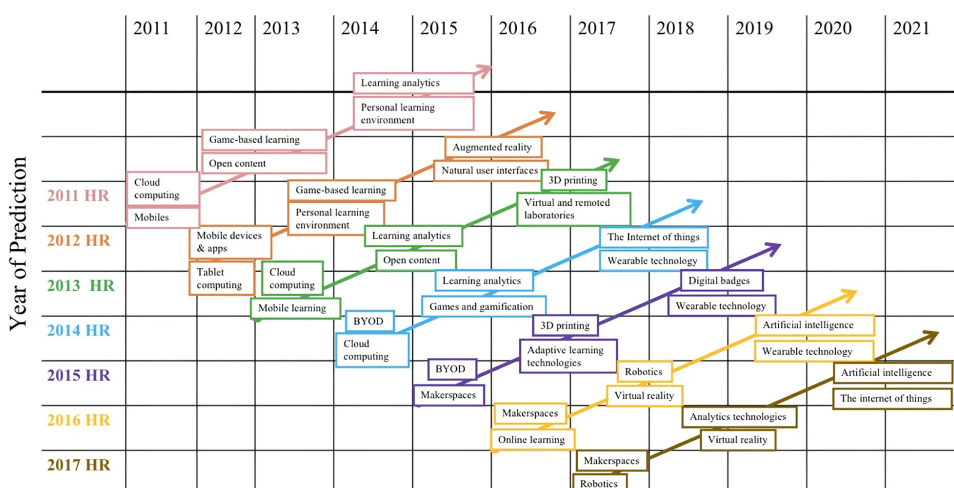 2011 2012 2013 2014 2015 2016 2017 2018 2019 2020 2021
Year of Prediction
Learning analytics
Personal learning
environment
Game-based learning
Open content
Cloud
computing
Mobiles
2011 HR
Augmented reality
Natural user interfaces
Game-based learning
Personal learning
environment
Mobile devices
& apps
Tablet
computing
2012 HR
3D printing
Virtual and remoted
laboratories
Learning analytics
Open content
Cloud
computing
Mobile learning
2013 HR
The Internet of things
Wearable technology
Learning analytics
Games and gamification
BYOD
Cloud
computing
2014 HR
Digital badges
Wearable technology
3D printing
Adaptive learning
technologies
BYOD
Makerspaces
2015 HR
Artificial intelligence
Wearable technology
Robotics
Virtual reality
Makerspaces
Online learning
2016 HR
Artificial intelligence
The internet of things
Analytics technologies
Virtual reality
Makerspaces
Robotics
2017 HR